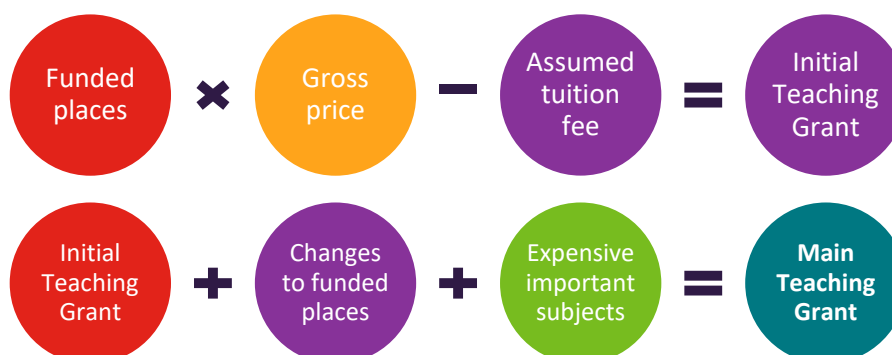 Funded
places
×
Gross
price
−
Assumed
tuition
fee
=
Initial
Teaching
Grant
Initial
Teaching
Grant
+
Changes
to funded
places
+
Expensive
important
subjects
=
Main
Teaching
Grant